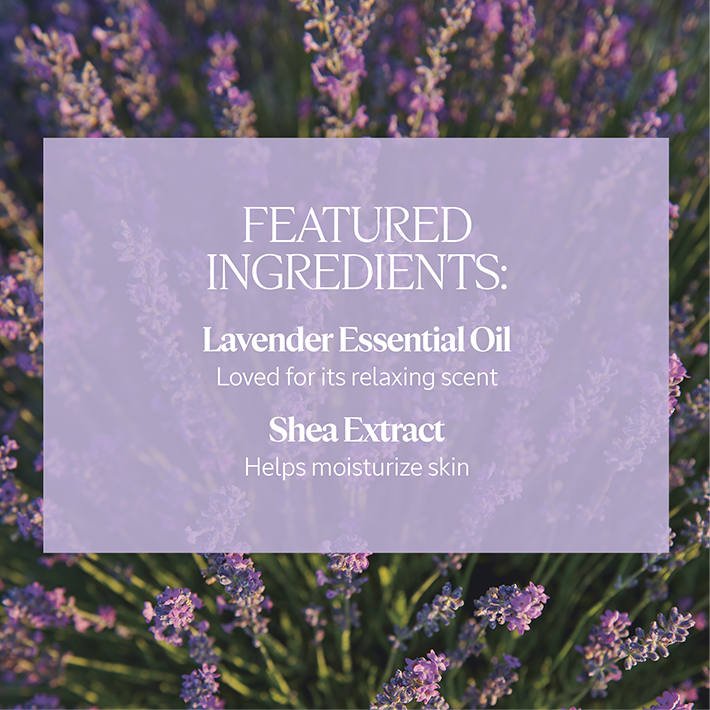 FEATURED
INGREDIENTS:
Lavender Essential Oil
Loved for its relaxing scent
Shea Extract
Helps moisturize skin